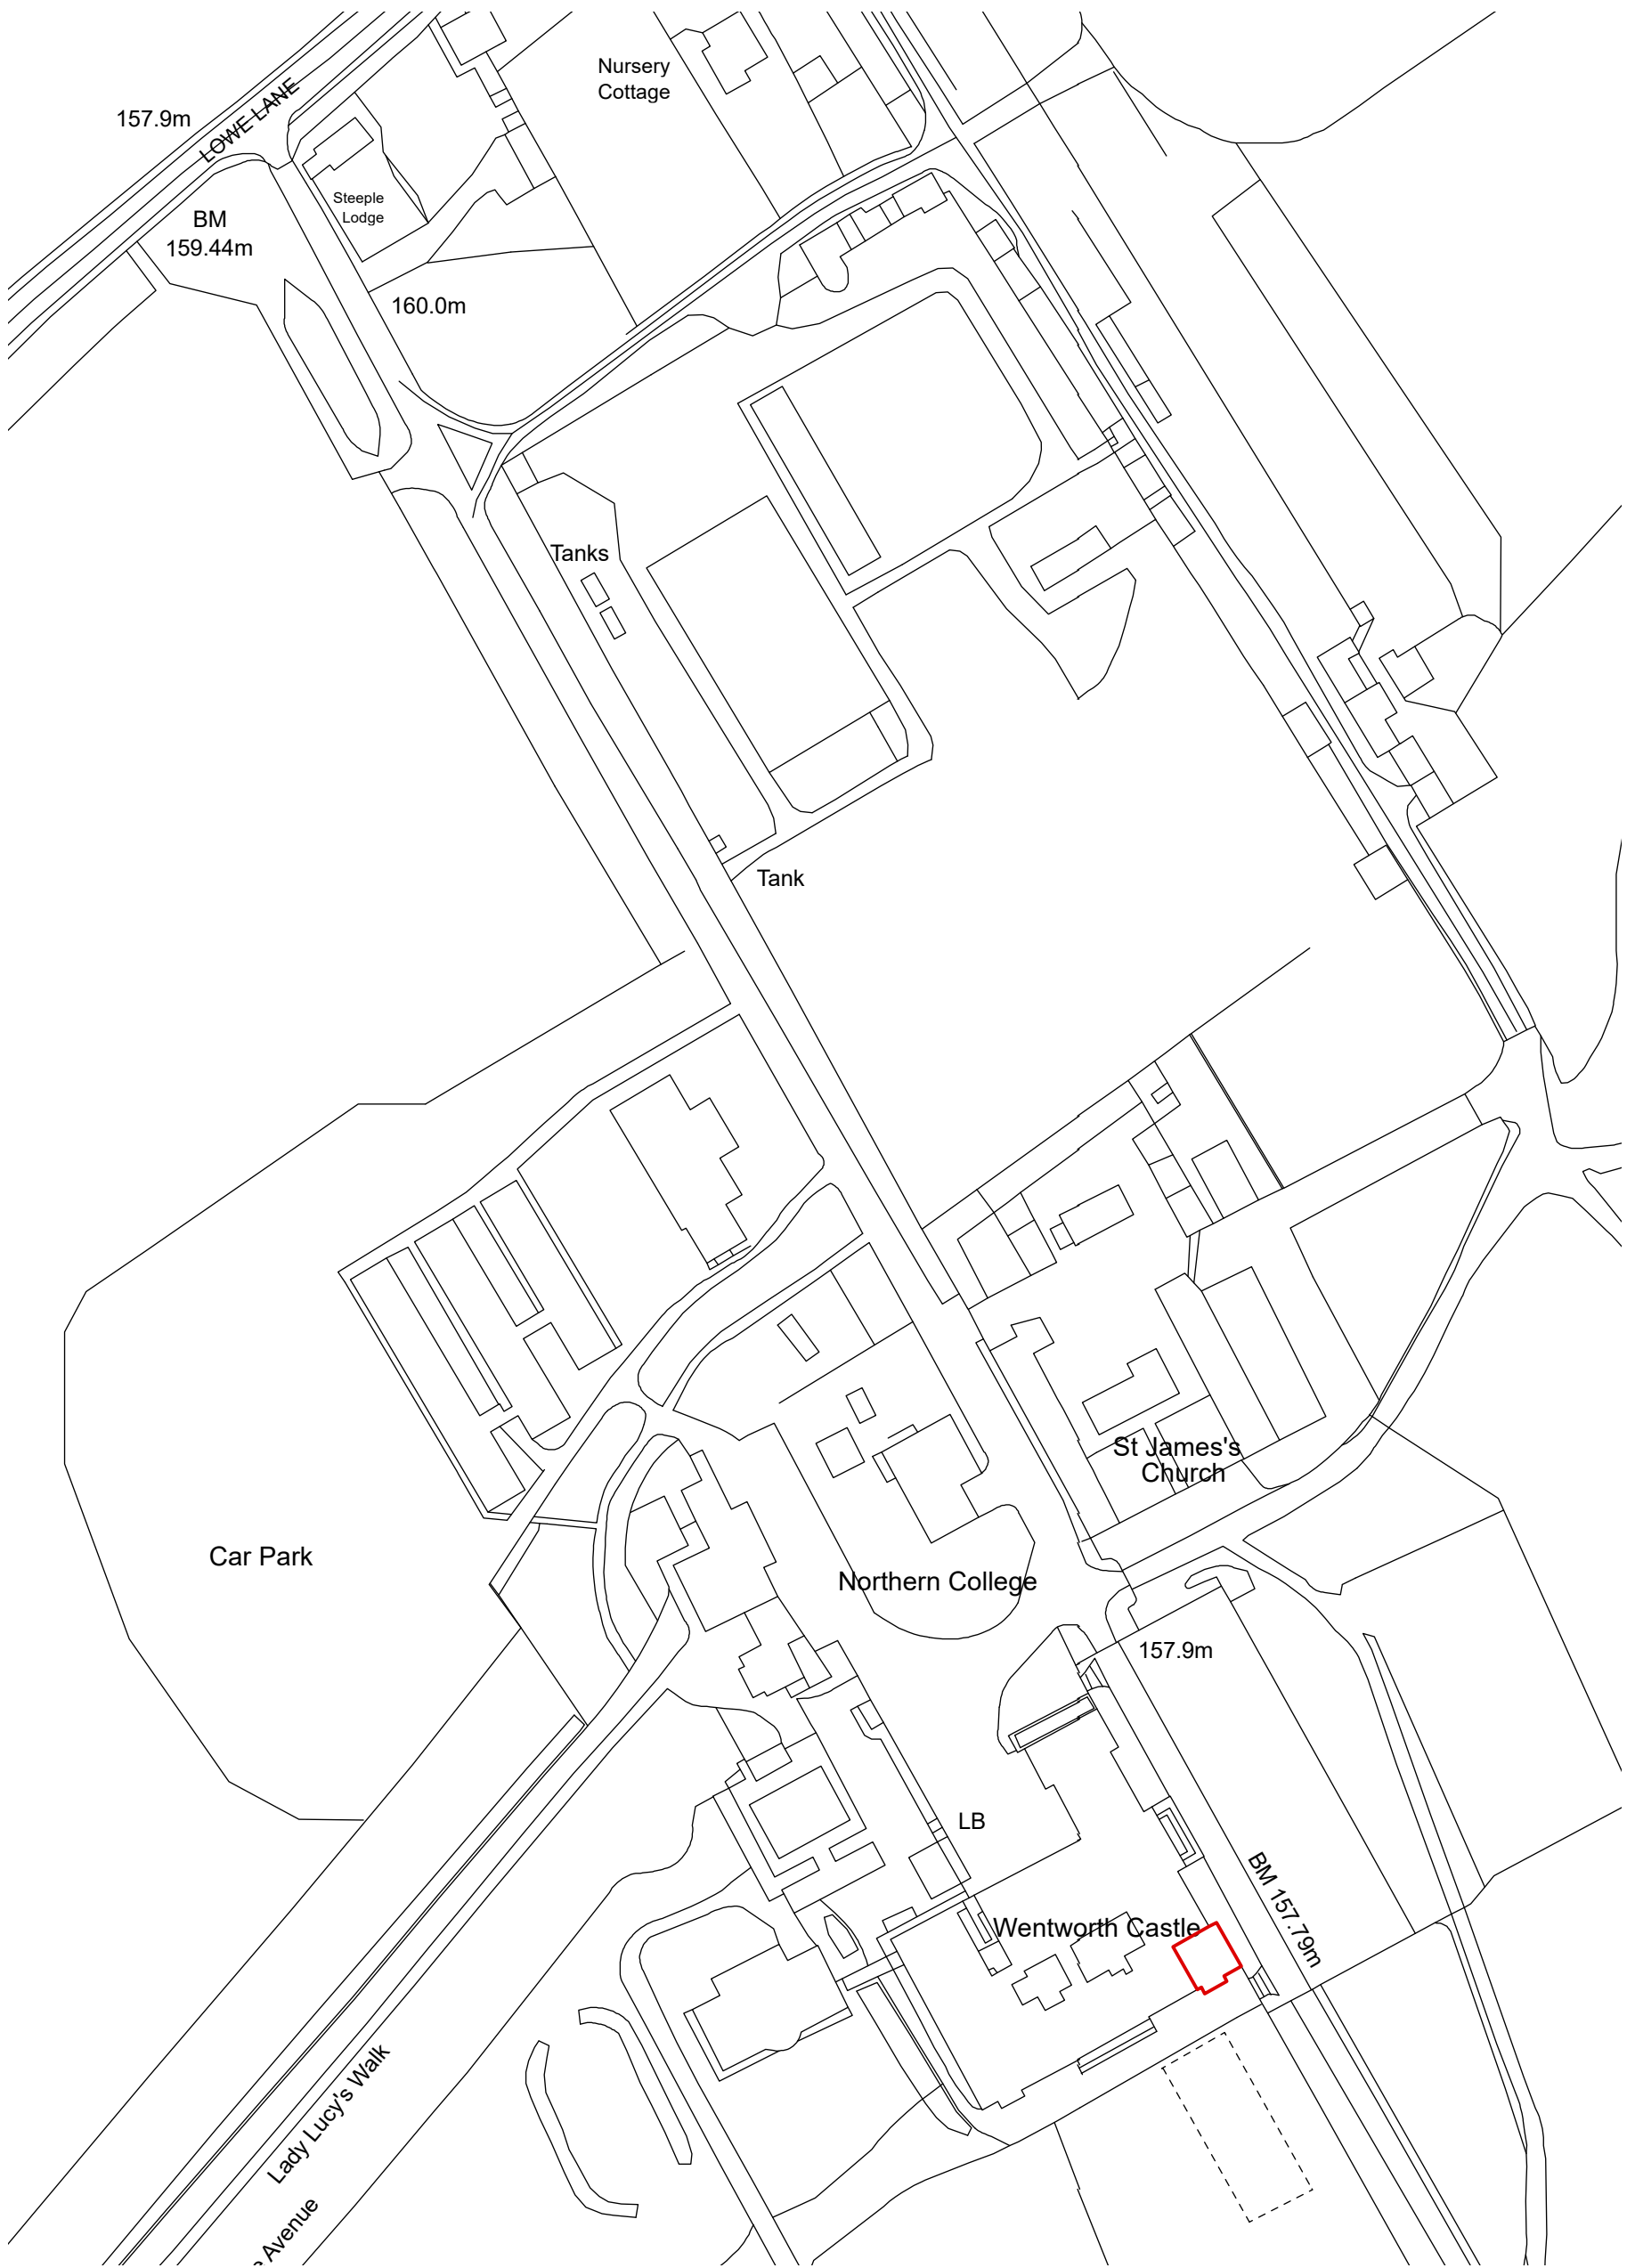 Nursery
Cottage
157.9m
LOWE LANE
Steeple
Lodge
BM
159.44m
160.0m
Tanks
Tank
St James's
Church
Car Park
Northern College
157.9m
LB
BM 157.79m
Wentworth Castle
Lady Lucy's Walk
Avenue